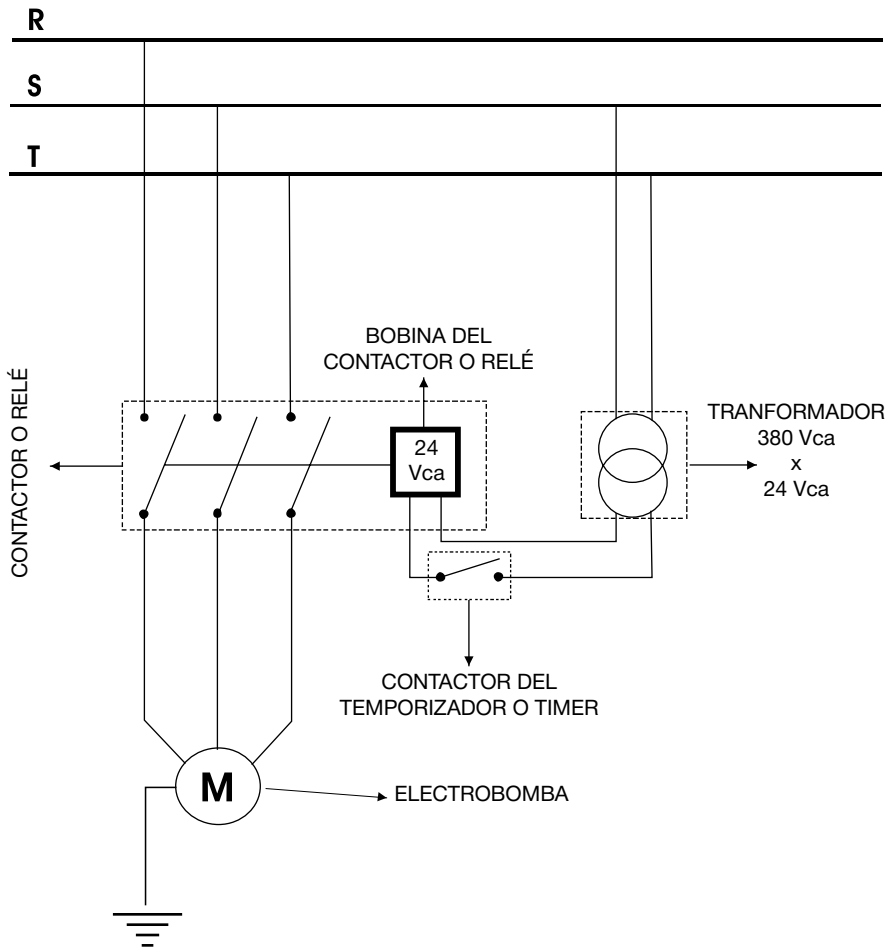 R
S
T
BOBINA DEL
CONTACTOR O RELÉ
CONTACTOR O RELÉ
24
Vca
TRANFORMADOR
380 Vca
x
24 Vca
CONTACTOR DEL
TEMPORIZADOR O TIMER
M
ELECTROBOMBA